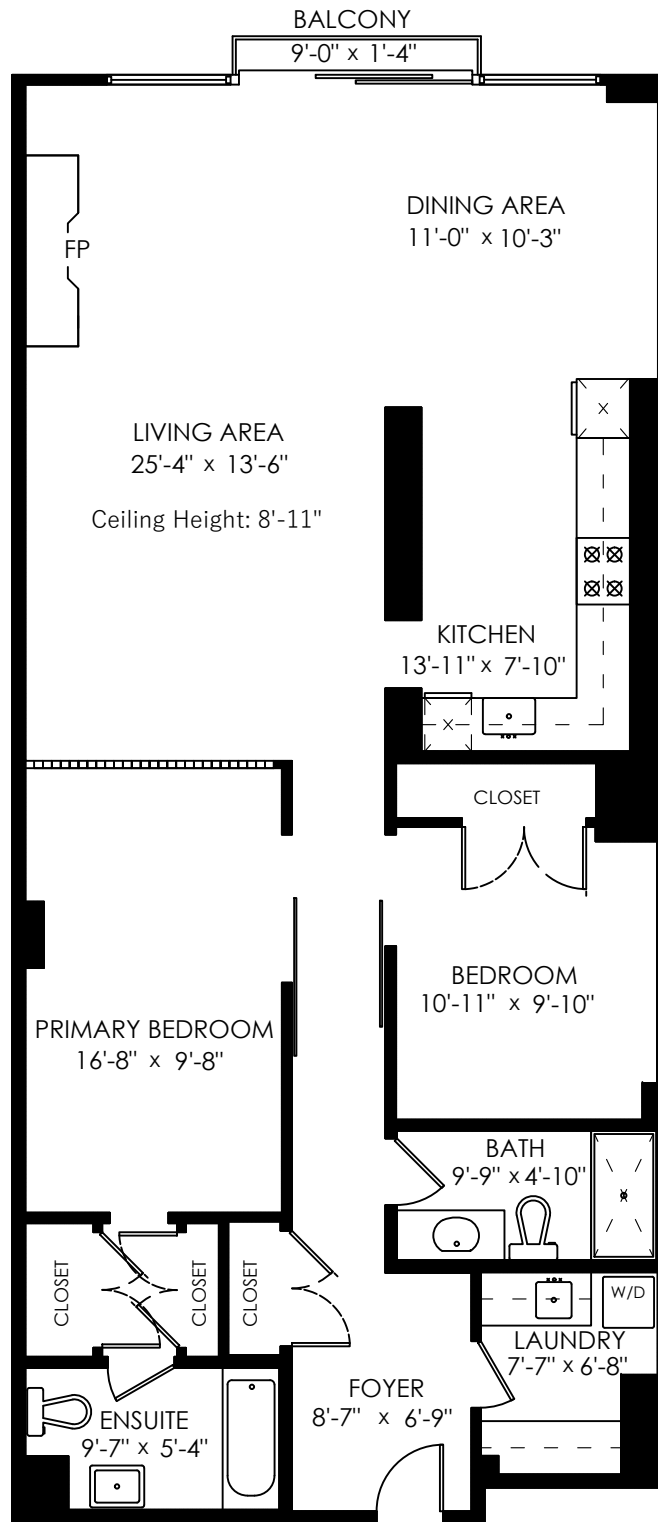 BALCONY
9'-0" x 1'-4"
DINING AREA
11'-0" x 10'-3"
FP
LIVING AREA
25'-4" x 13'-6"
Ceiling Height: 8'-11"
KITCHEN
13'-11" x 7'-10"
CLOSET
BEDROOM
10'-11" x 9'-10"
PRIMARY BEDROOM
16'-8" x 9'-8"
BATH
9'-9" x 4'-10"
CLOSET
CLOSET
CLOSET
W/D
LAUNDRY
7'-7" x 6'-8"
FOYER
8'-7" x 6'-9"
ENSUITE
9'-7" x 5'-4"